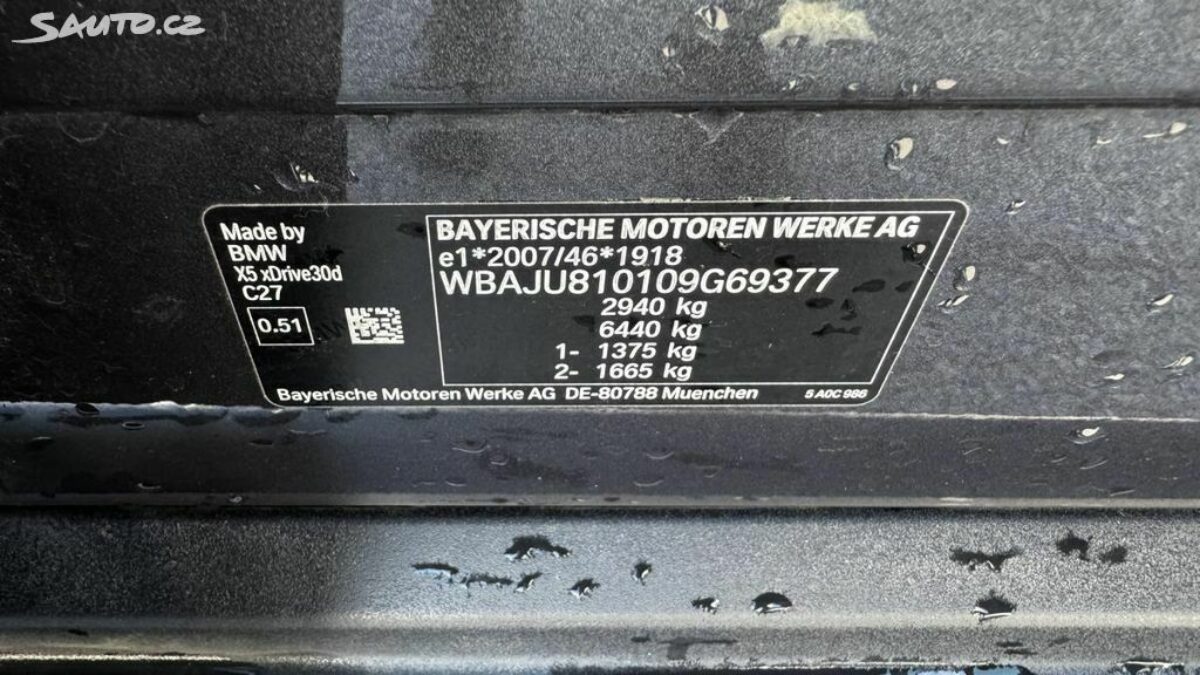 SAUTO.CZ
Made by
BMW
X5 xDrive30d
C27
0.51
BAYERISCHE MOTOREN WERKE AG
e1*2007/46*1918
WBAJU810109G69377
2940 kg
6440 kg
1- 1375 kg
2- 1665 kg
Bayerische Motoren Werke AG DE-80788 Muenchen
5 A0C 986